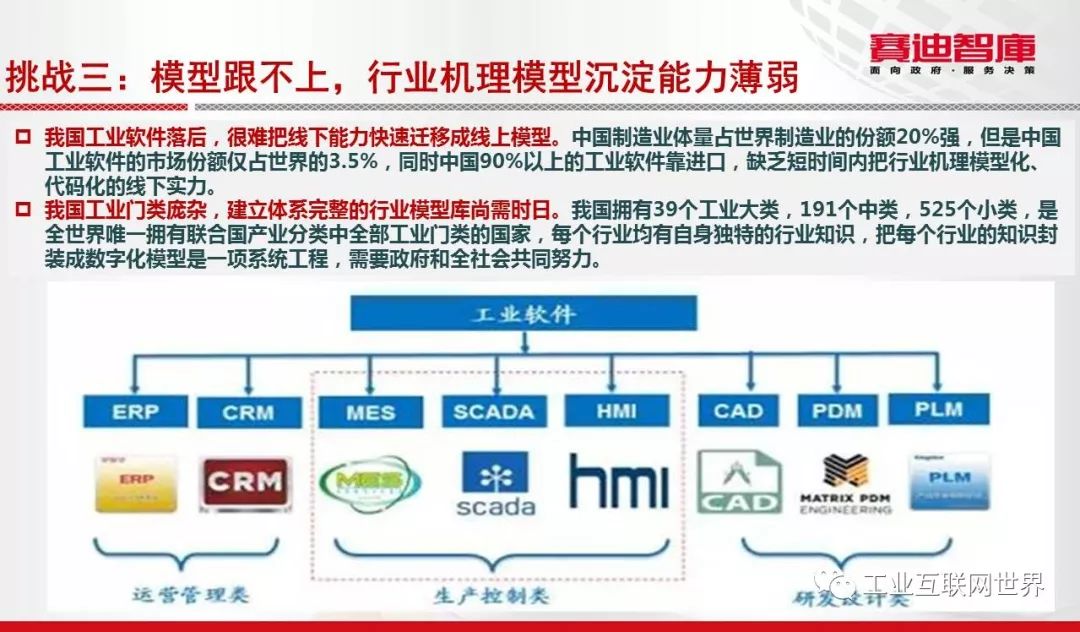 赛迪智库
面向政府·服务决策
挑战三：模型跟不上，行业机理模型沉淀能力薄弱
我国工业软件落后，很难把线下能力快速迁移成线上模型。中国制造业体量占世界制造业的份额20%强，但是中国
工业软件的市场份额仅占世界的3.5%，同时中国90%以上的工业软件靠进口，缺乏短时间内把行业机理模型化、
代码化的线下实力。
我国工业门类庞杂，建立体系完整的行业模型库尚需时日。我国拥有39个工业大类，191个中类，525个小类，是
全世界唯一拥有联合国产业分类中全部工业门类的国家，每个行业均有自身独特的行业知识，把每个行业的知识封
装成数字化模型是一项系统工程，需要政府和全社会共同努力。
工业软件
ERP CRM MES SCADA HMI CAD PDM PLM
ERP CRM MES scada hmi CAD MATRIX PDM PLM
ENGINEERING
运营管理类 生产控制类 研发设计类
工业互联网世界